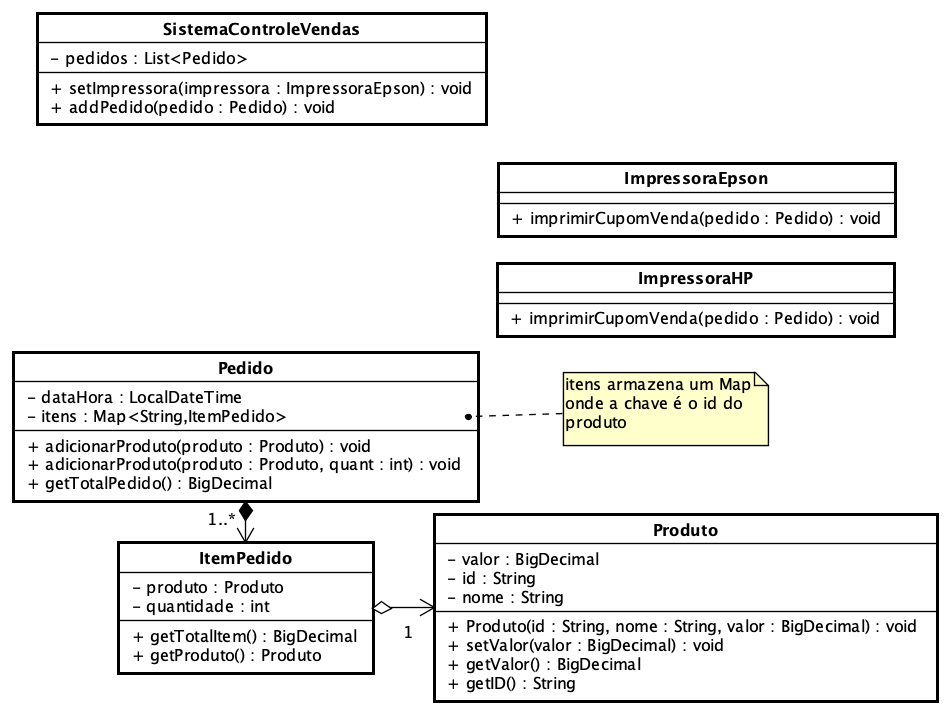 SistemaControleVendas
- pedidos : List<Pedido>
+ setImpressora(impressora : ImpressoraEpson) : void
+ addPedido(pedido : Pedido) : void
ImpressoraEpson
+ imprimirCupomVenda(pedido : Pedido) : void
ImpressoraHP
+ imprimirCupomVenda(pedido : Pedido) : void
Pedido
- dataHora : LocalDateTime
- itens : Map<String,ItemPedido>
+ adicionarProduto(produto : Produto) : void
+ adicionarProduto(produto : Produto, quant : int) : void
+ getTotalPedido() : BigDecimal
itens armazena um Map
onde a chave é o id do
produto
1..*
ItemPedido
- produto : Produto
- quantidade : int
+ getTotalItem() : BigDecimal
+ getProduto() : Produto
1
Produto
- valor : BigDecimal
- id : String
- nome : String
+ Produto(id : String, nome : String, valor : BigDecimal) : void
+ setValor(valor : BigDecimal) : void
+ getValor() : BigDecimal
+ getID() : String